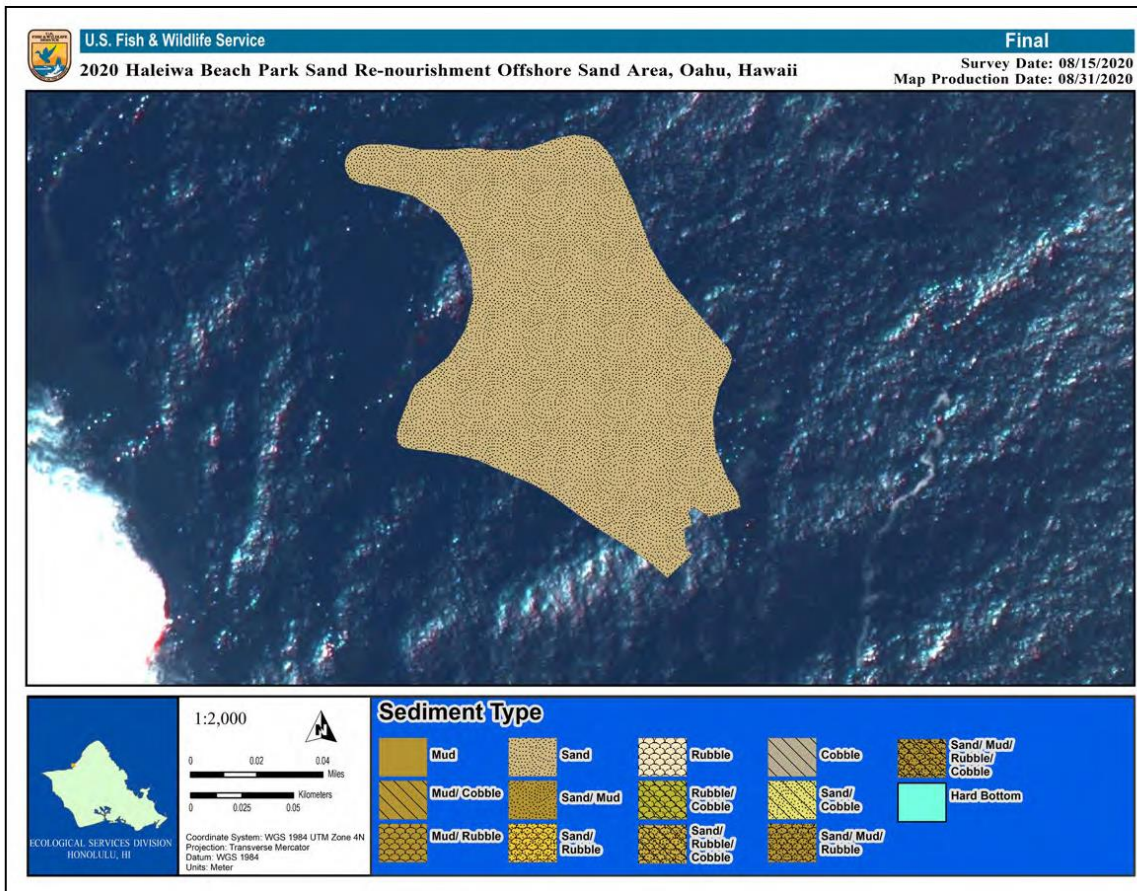 U.S. Fish & Wildlife Service
Final
2020 Haleiwa Beach Park Sand Re-nourishment Offshore Sand Area, Oahu, Hawaii
Survey Date: 08/15/2020
Map Production Date: 08/31/2020
ECOLOGICAL SERVICES DIVISION
HONOLULU, HI
1:2,000
N
0 0.02 0.04
Miles
Kilometers
0 0.025 0.05
Coordinate System: WGS 1984 UTM Zone 4N
Projection: Transverse Mercator
Datum: WGS 1984
Units: Meter
Sediment Type
Mud
Sand
Rubble
Cobble
Sand/ Mud/
Rubble/
Cobble
Mud/ Cobble
Sand/ Mud
Rubble/
Cobble
Sand/
Cobble
Hard Bottom
Mud/ Rubble
Sand/
Rubble
Sand/
Rubble/
Cobble
Sand/ Mud/
Rubble